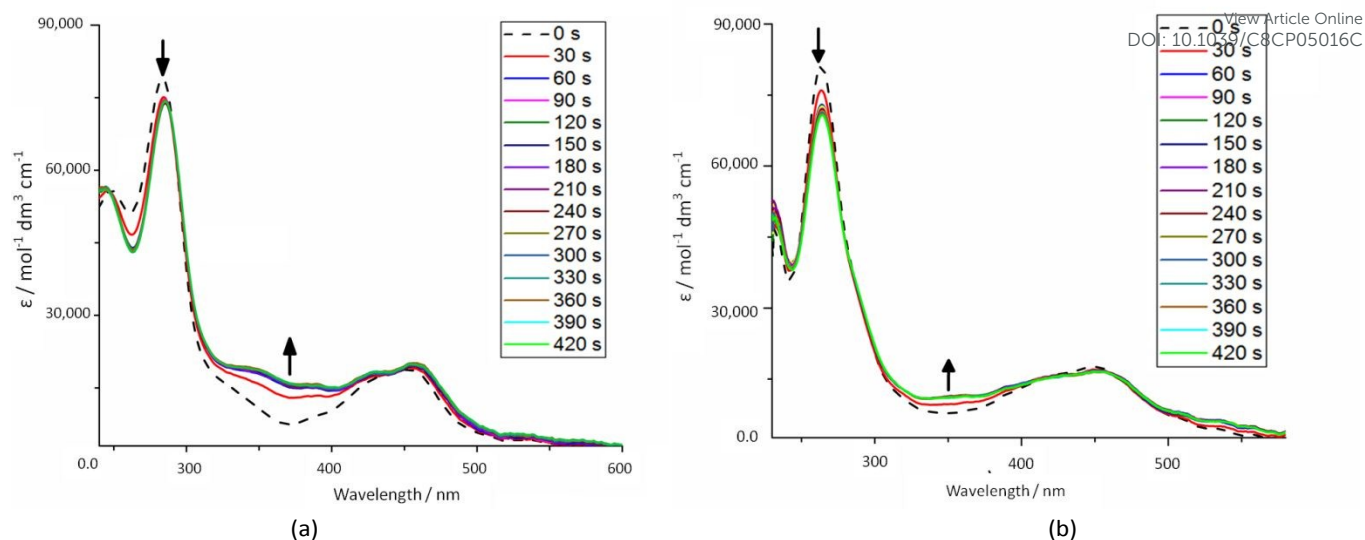 90,000
60,000
30,000
0.0
300
400
500
600
ε / mol⁻¹ dm³ cm⁻¹
Wavelength / nm
0 s
30 s
60 s
90 s
120 s
150 s
180 s
210 s
240 s
270 s
300 s
330 s
360 s
390 s
420 s
(a)
View Article Online
DOI: 10.1039/C8CP05016C
90,000
60,000
30,000
0.0
300
400
500
ε / mol⁻¹ dm³ cm⁻¹
Wavelength / nm
0 s
30 s
60 s
90 s
120 s
150 s
180 s
210 s
240 s
270 s
300 s
330 s
360 s
390 s
420 s
(b)